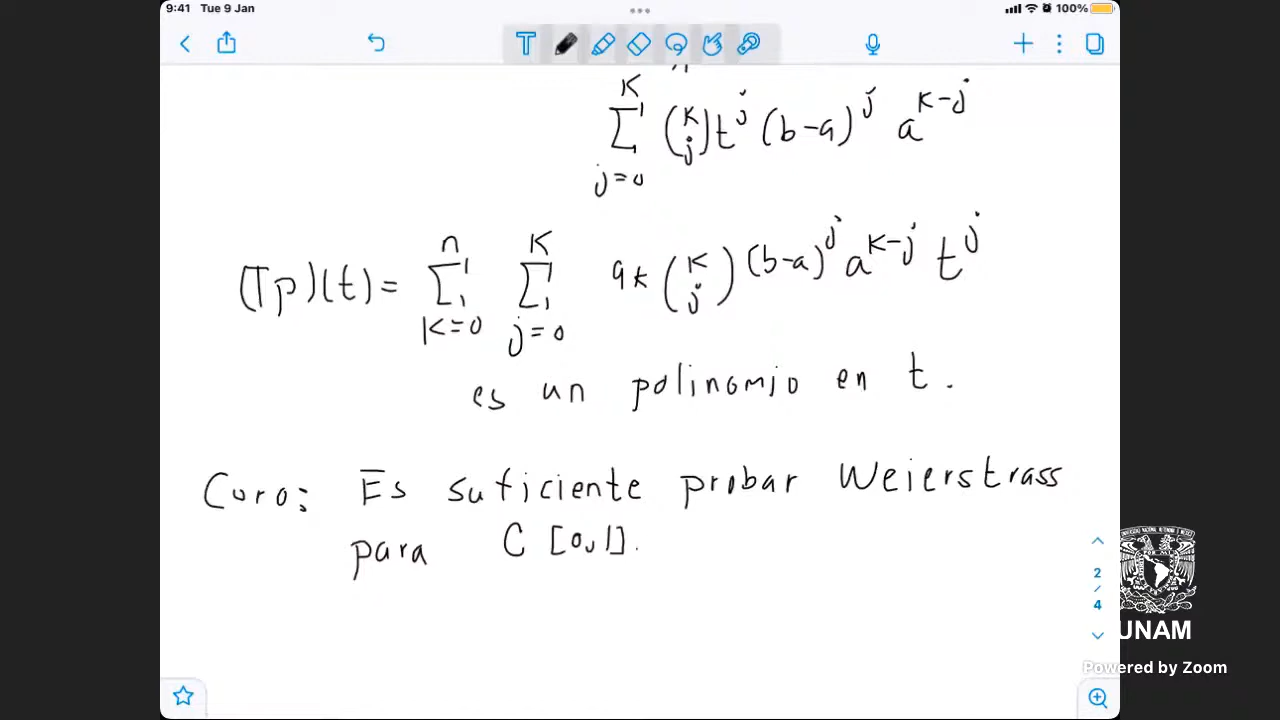 9:41 Tue 9 Jan
100%
K
∑ (K j) t^j (b-a)^j a^{K-j}
j=0
(Tp)(t) = ∑_{K=0}^{n} ∑_{j=0}^{K} a_K (K j) (b-a)^j a^{K-j} t^j
es un polinomio en t.
Coro: Es suficiente probar Weierstrass
para C [0,1].
2
/
4
UNAM
Powered by Zoom